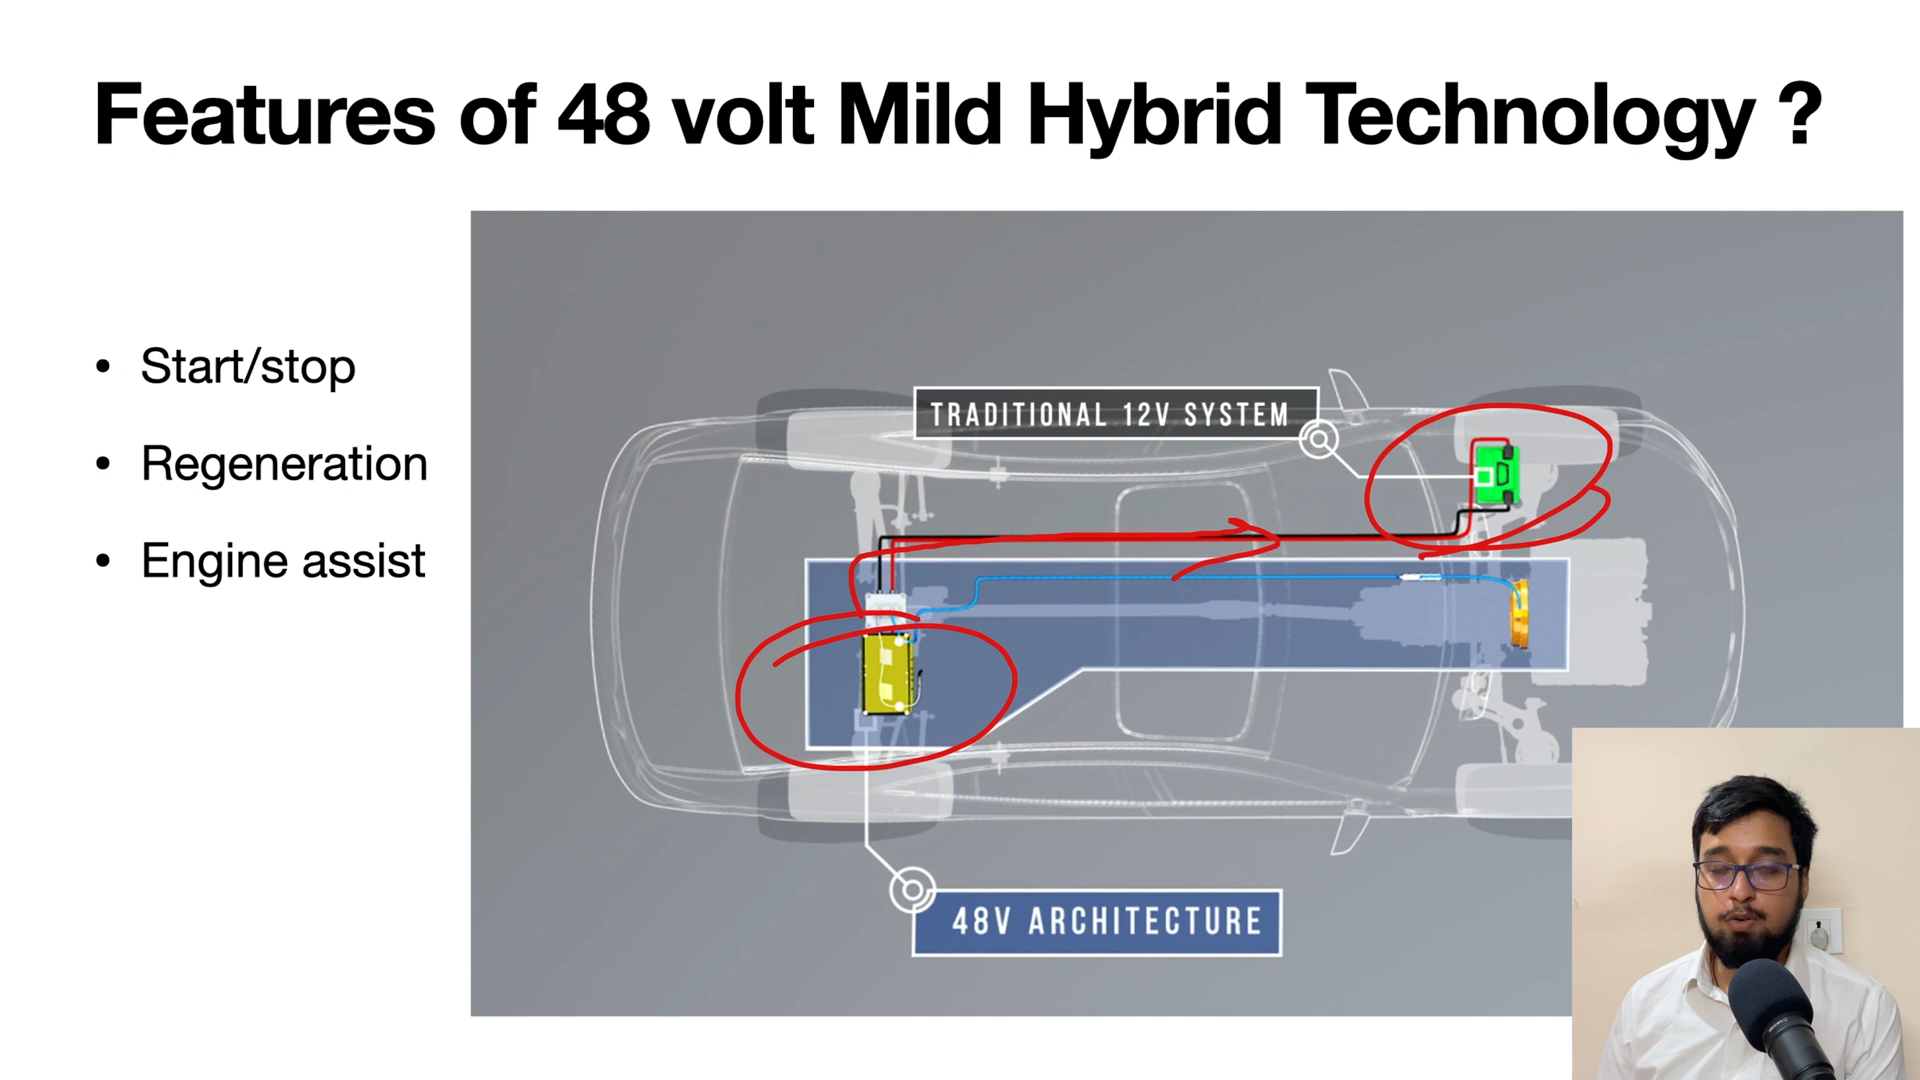 Features of 48 volt Mild Hybrid Technology ?
• Start/stop
• Regeneration
• Engine assist
TRADITIONAL 12V SYSTEM
48V ARCHITECTURE